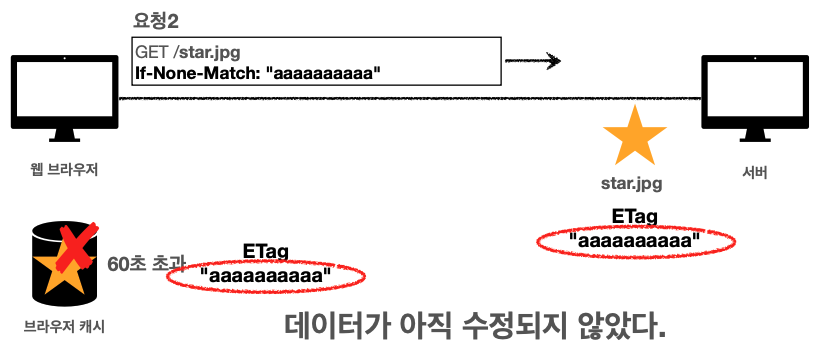 요청2
GET /star.jpg
If-None-Match: "aaaaaaaaaa"
웹 브라우저
서버
star.jpg
ETag
"aaaaaaaaaa"
60초 초과
ETag
"aaaaaaaaaa"
브라우저 캐시
데이터가 아직 수정되지 않았다.